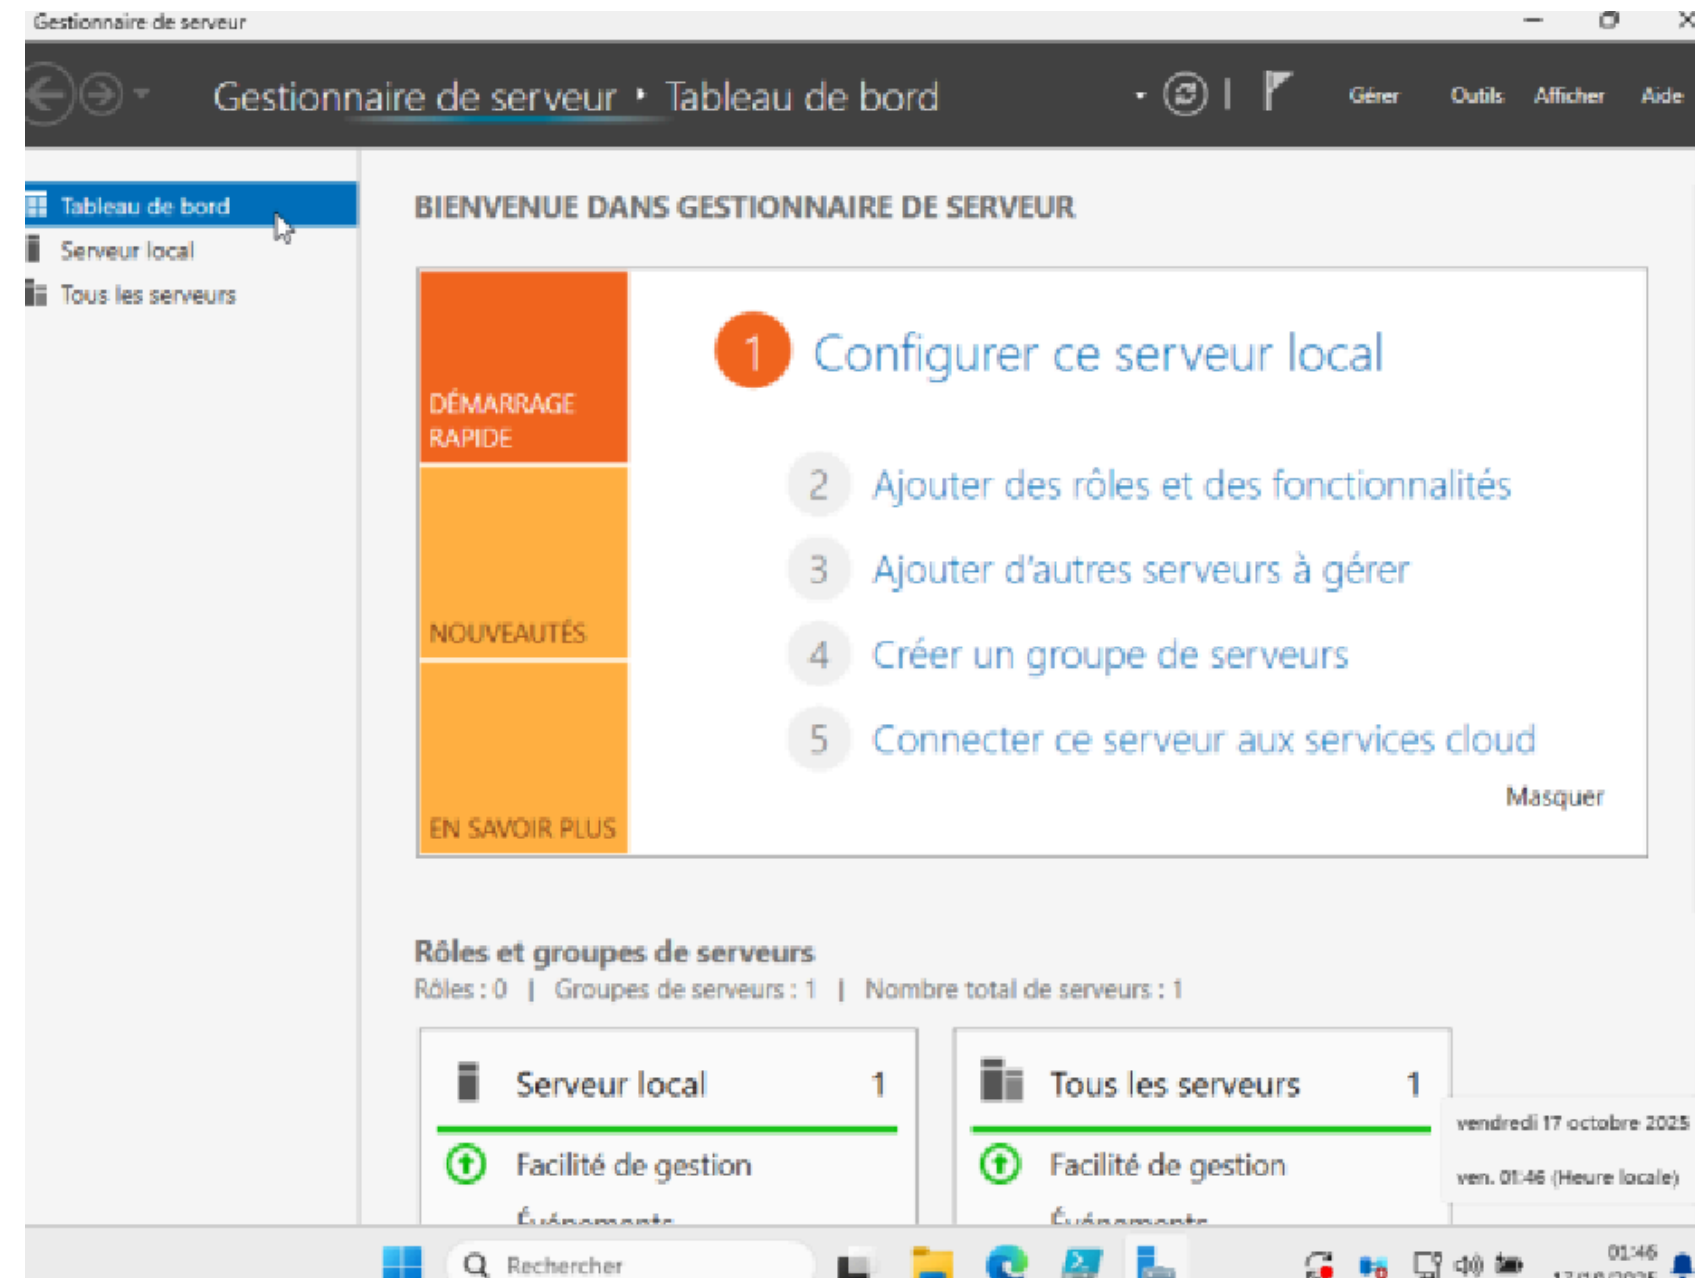 Gestionnaire de serveur
Gestionnaire de serveur • Tableau de bord
Gérer Outils Afficher Aide
Tableau de bord
Serveur local
Tous les serveurs
BIENVENUE DANS GESTIONNAIRE DE SERVEUR
DÉMARRAGE
RAPIDE
NOUVEAUTÉS
EN SAVOIR PLUS
1 Configurer ce serveur local
2 Ajouter des rôles et des fonctionnalités
3 Ajouter d'autres serveurs à gérer
4 Créer un groupe de serveurs
5 Connecter ce serveur aux services cloud
Masquer
Rôles et groupes de serveurs
Rôles : 0 | Groupes de serveurs : 1 | Nombre total de serveurs : 1
Serveur local 1
Facilité de gestion
Événements
Tous les serveurs 1
Facilité de gestion
Événements
vendredi 17 octobre 2025
ven. 01:46 (Heure locale)
Rechercher
01:46
17/10/2025